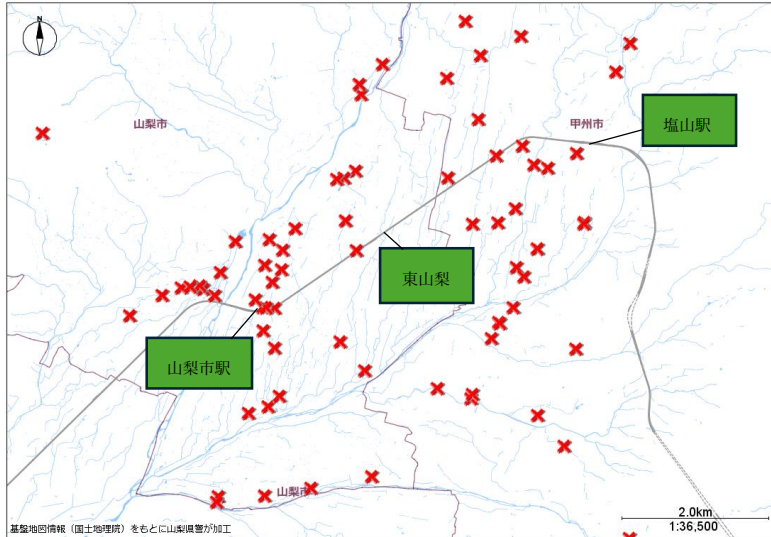 N
山梨市
甲州市
塩山駅
東山梨
山梨市駅
山梨市
2.0km
1:36,500
基盤地図情報（国土地理院）をもとに山梨県警が加工